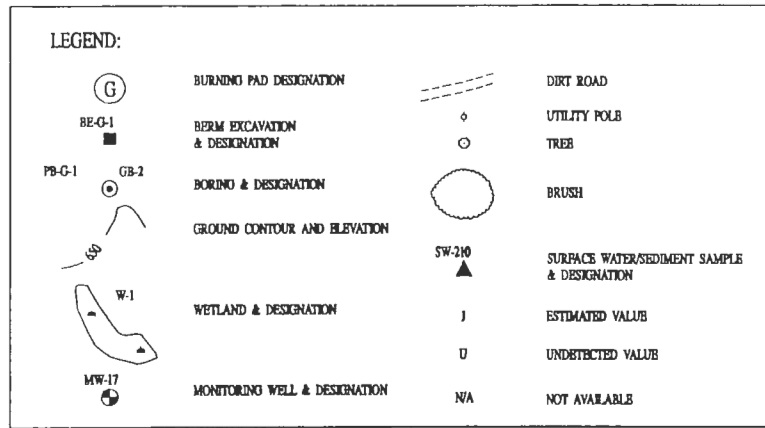 LEGEND:
G
BURNING PAD DESIGNATION
BE-G-1
BERM EXCAVATION
& DESIGNATION
PB-G-1 GB-2
BORING & DESIGNATION
GROUND CONTOUR AND ELEVATION
650
W-1
WETLAND & DESIGNATION
MW-17
MONITORING WELL & DESIGNATION
DIRT ROAD
UTILITY POLE
TREE
BRUSH
SW-210
SURFACE WATER/SEDIMENT SAMPLE
& DESIGNATION
J
ESTIMATED VALUE
U
UNDETECTED VALUE
N/A
NOT AVAILABLE